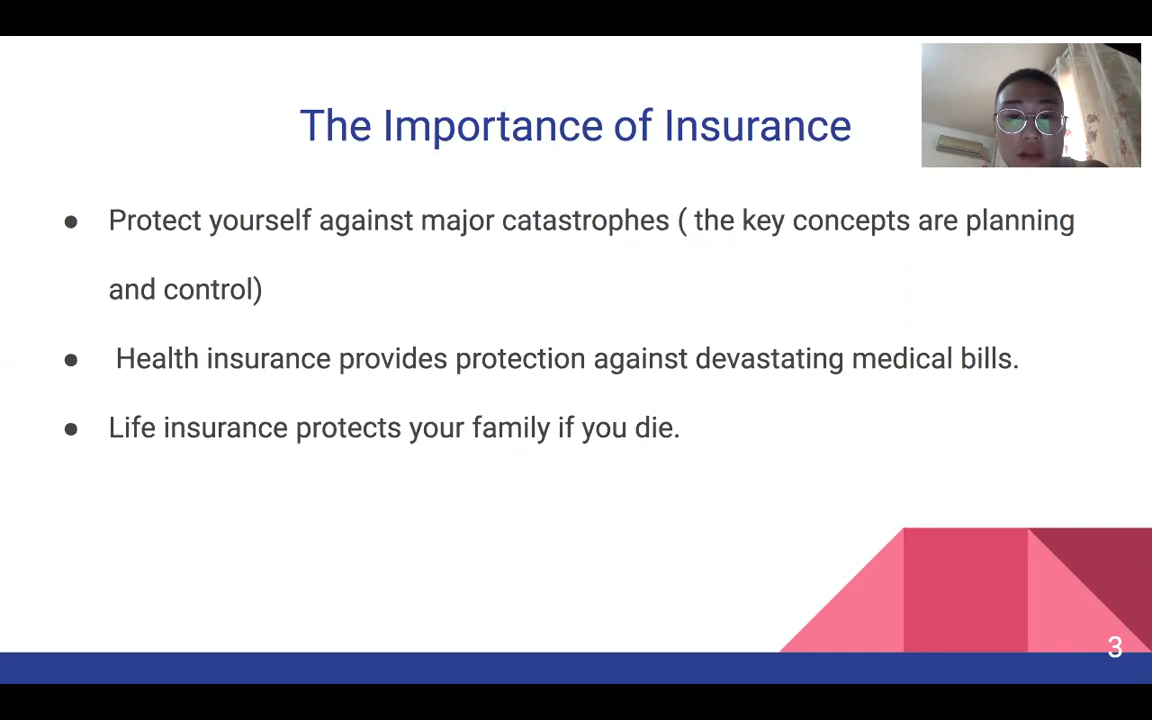 The Importance of Insurance
● Protect yourself against major catastrophes ( the key concepts are planning
and control)
● Health insurance provides protection against devastating medical bills.
● Life insurance protects your family if you die.
3